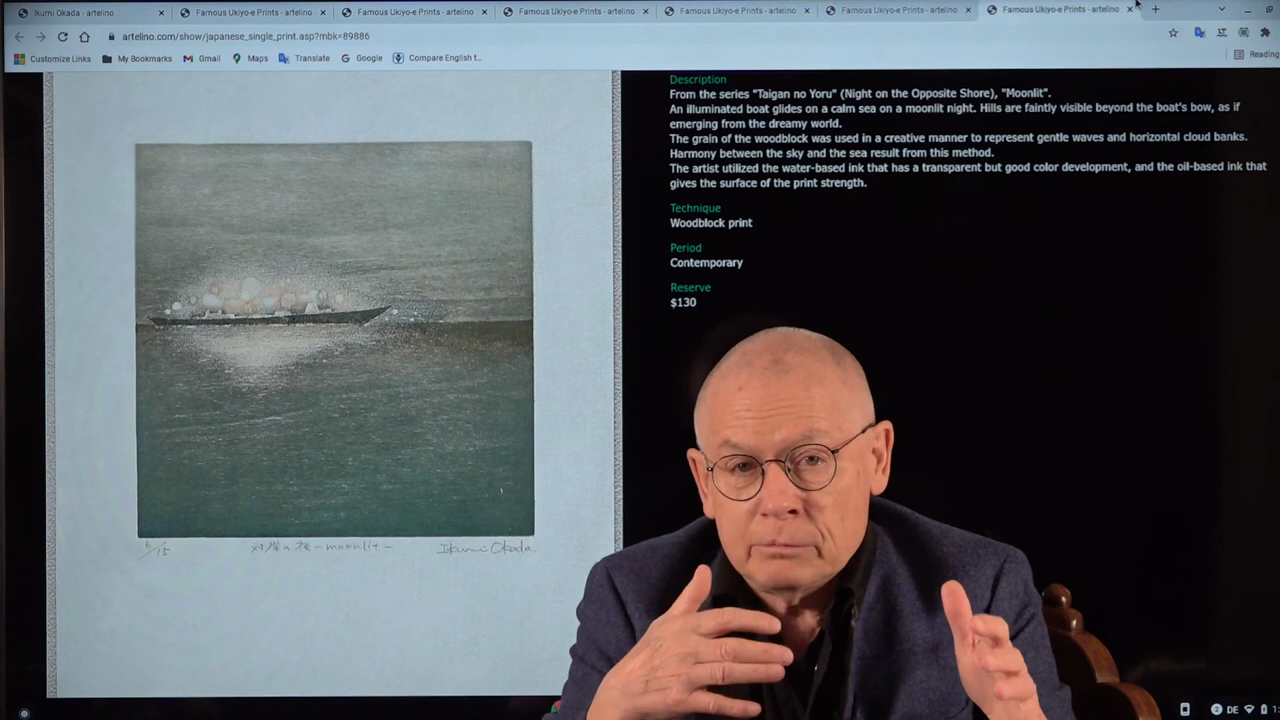 Ikumi Okada - artelino
Famous Ukiyo-e Prints - artelino
Famous Ukiyo-e Prints - artelino
Famous Ukiyo-e Prints - artelino
Famous Ukiyo-e Prints - artelino
Famous Ukiyo-e Prints - artelino
Famous Ukiyo-e Prints - artelino
artelino.com/show/japanese_single_print.asp?mbk=89886
Customize Links
My Bookmarks
Gmail
Maps
Translate
Google
Compare English t...
Reading
Description
From the series "Taigan no Yoru" (Night on the Opposite Shore), "Moonlit".
An illuminated boat glides on a calm sea on a moonlit night. Hills are faintly visible beyond the boat's bow, as if
emerging from the dreamy world.
The grain of the woodblock was used in a creative manner to represent gentle waves and horizontal cloud banks.
Harmony between the sky and the sea result from this method.
The artist utilized the water-based ink that has a transparent but good color development, and the oil-based ink that
gives the surface of the print strength.
Technique
Woodblock print
Period
Contemporary
Reserve
$130
6/15
対岸の夜 -moonlit-
Ikumi Okada
DE